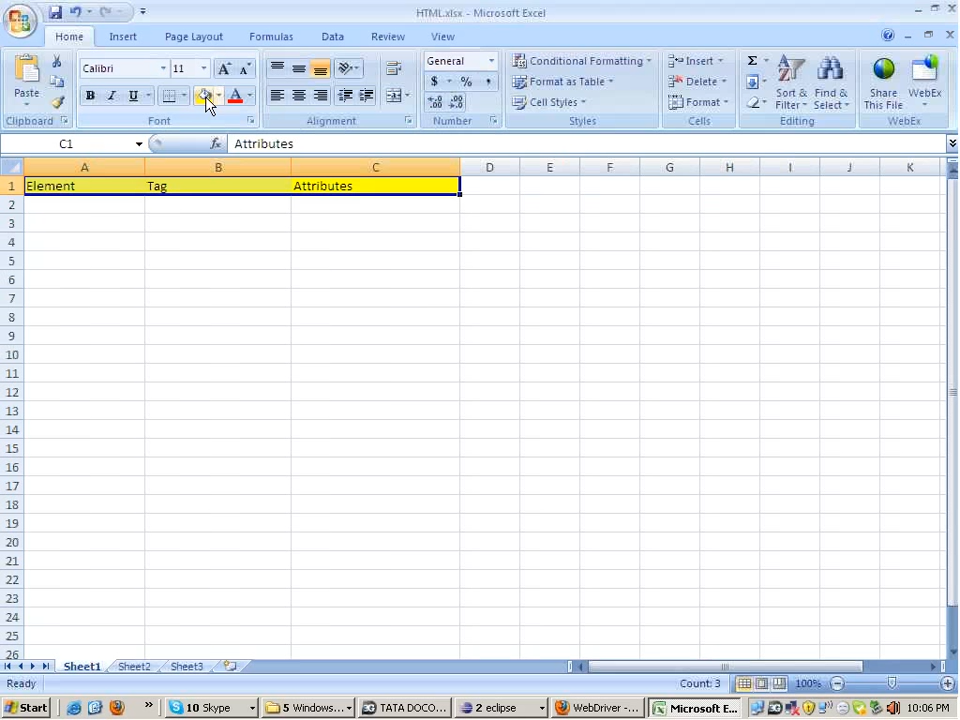 HTML.xlsx - Microsoft Excel
Home Insert Page Layout Formulas Data Review View
Calibri 11 General Conditional Formatting Insert Σ
Paste B I U A $ % , Format as Table Delete Sort & Filter Find & Select Share This File WebEx
Cell Styles Format
Clipboard Font Alignment Number Styles Cells Editing WebEx
C1 fx Attributes
A B C D E F G H I J K
1 Element Tag Attributes
2
3
4
5
6
7
8
9
10
11
12
13
14
15
16
17
18
19
20
21
22
23
24
25
26
Sheet1 Sheet2 Sheet3
Ready Count: 3 100%
Start 10 Skype 5 Windows... TATA DOCO... 2 eclipse WebDriver -... Microsoft E... 10:06 PM